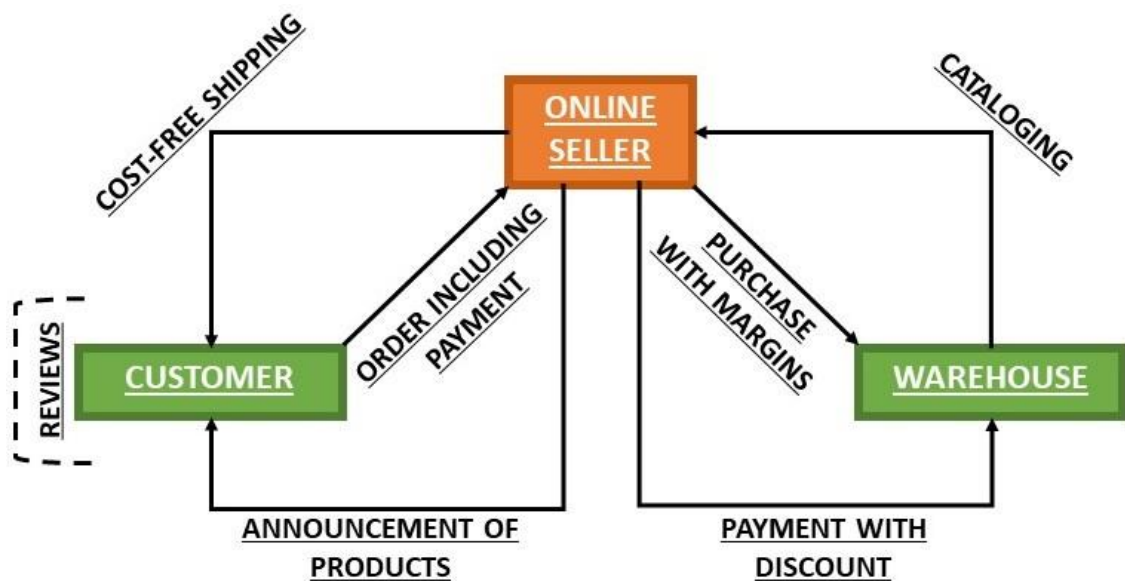 COST-FREE SHIPPING
ONLINE
SELLER
CATALOGING
ORDER INCLUDING
PAYMENT
PURCHASE
WITH MARGINS
REVIEWS
CUSTOMER
WAREHOUSE
ANNOUNCEMENT OF
PRODUCTS
PAYMENT WITH
DISCOUNT